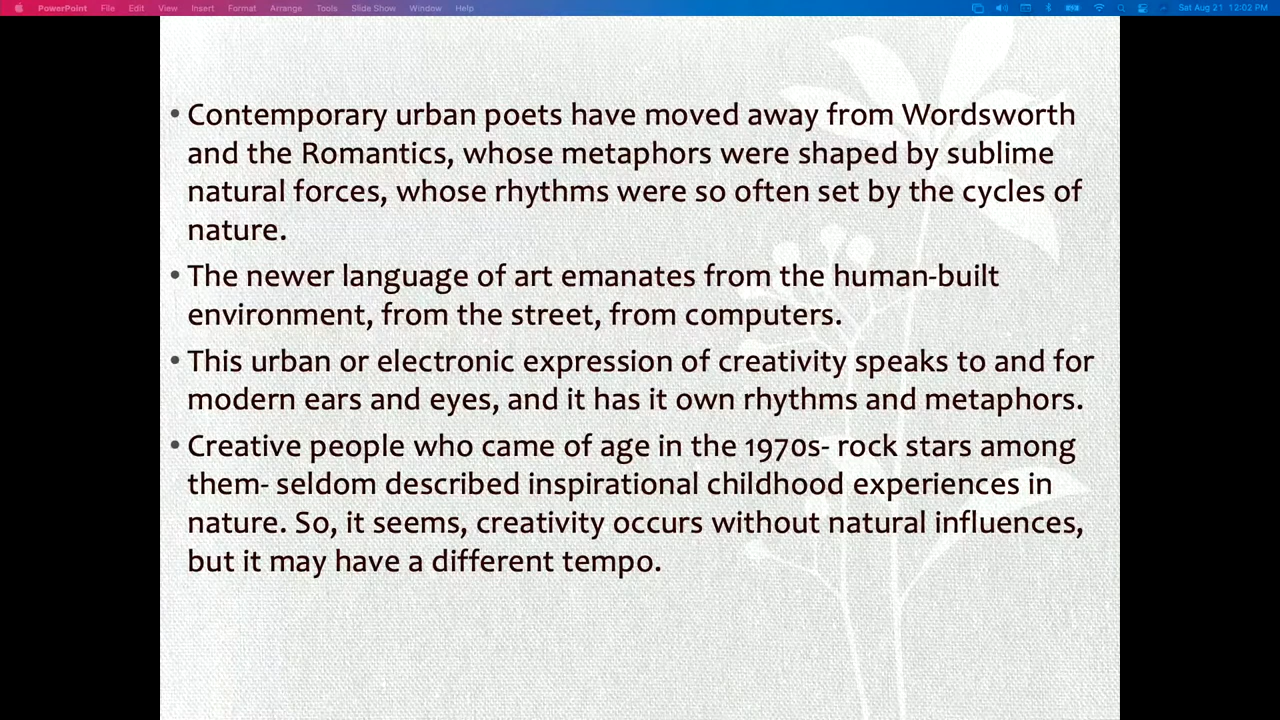 PowerPoint File Edit View Insert Format Arrange Tools Slide Show Window Help Sat Aug 21 12:02 PM
• Contemporary urban poets have moved away from Wordsworth
and the Romantics, whose metaphors were shaped by sublime
natural forces, whose rhythms were so often set by the cycles of
nature.
• The newer language of art emanates from the human-built
environment, from the street, from computers.
• This urban or electronic expression of creativity speaks to and for
modern ears and eyes, and it has it own rhythms and metaphors.
• Creative people who came of age in the 1970s- rock stars among
them- seldom described inspirational childhood experiences in
nature. So, it seems, creativity occurs without natural influences,
but it may have a different tempo.